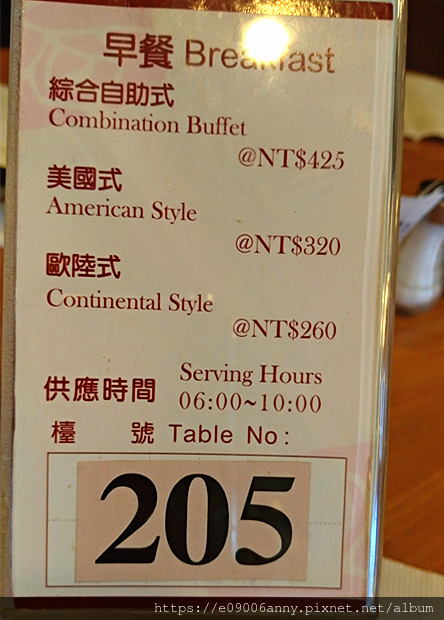 早餐 Breakfast
綜合自助式
Combination Buffet
@NT$425
美國式
American Style
@NT$320
歐陸式
Continental Style
@NT$260
供應時間 Serving Hours
06:00~10:00
檯 號 Table No:
205
https://e09006anny.pixnet.net/album